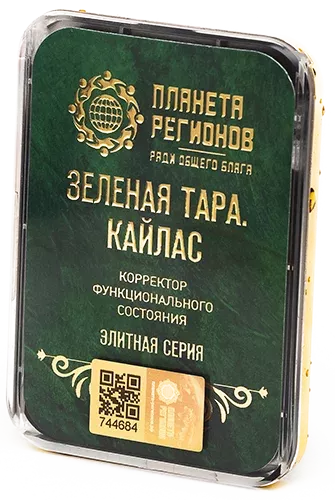 ПЛАНЕТА
РЕГИОНОВ
РАДИ ОБЩЕГО БЛАГА
ЗЕЛЕНАЯ ТАРА.
КАЙЛАС
КОРРЕКТОР
ФУНКЦИОНАЛЬНОГО
СОСТОЯНИЯ
ЭЛИТНАЯ СЕРИЯ
744684